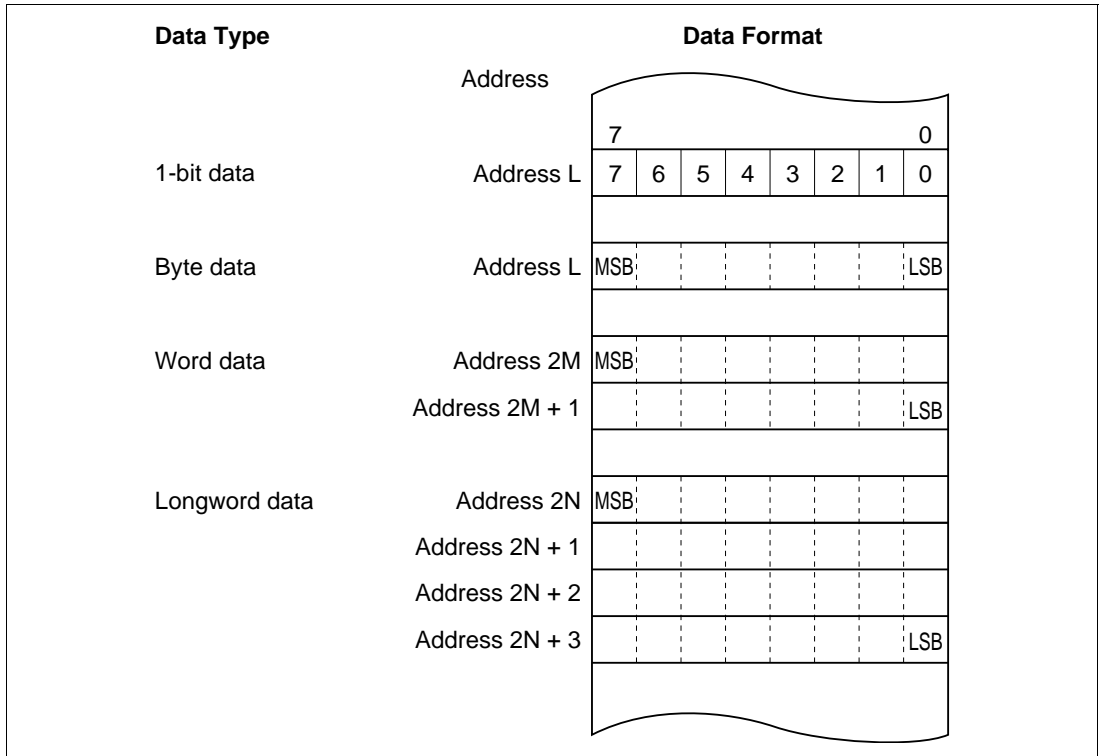 Data Type Data Format
Address
7 0
1-bit data Address L 7 6 5 4 3 2 1 0
Byte data Address L MSB LSB
Word data Address 2M MSB
Address 2M + 1 LSB
Longword data Address 2N MSB
Address 2N + 1
Address 2N + 2
Address 2N + 3 LSB